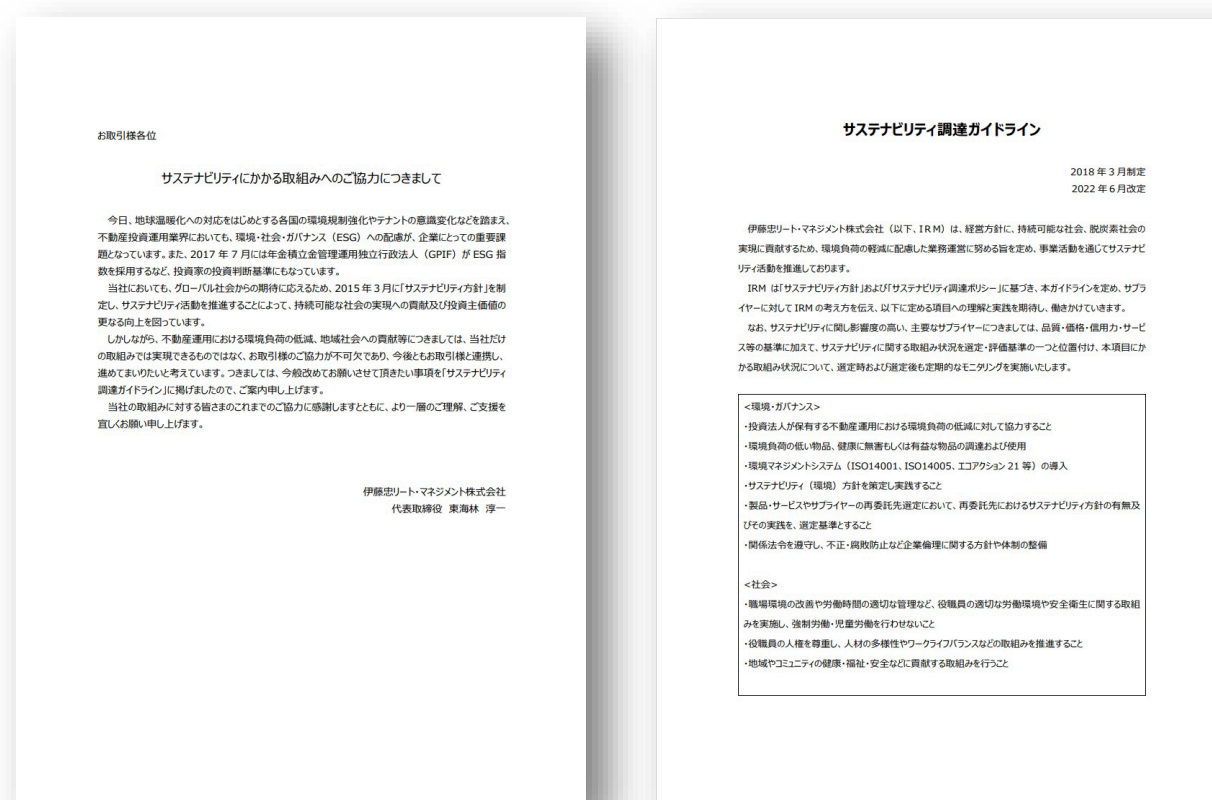 お取引様各位
サステナビリティにかかる取組みへのご協力につきまして
今日、地球温暖化への対応をはじめとする各国の環境規制強化やテナントの意識変化などを踏まえ、
不動産投資運用業界においても、環境・社会・ガバナンス（ESG）への配慮が、企業にとっての重要課
題となっています。また、2017 年 7 月には年金積立金管理運用独立行政法人（GPIF）が ESG 指
数を採用するなど、投資家の投資判断基準にもなっています。
当社においても、グローバル社会からの期待に応えるため、2015 年 3 月に「サステナビリティ方針」を制
定し、サステナビリティ活動を推進することによって、持続可能な社会の実現への貢献及び投資主価値の
更なる向上を図っています。
しかしながら、不動産運用における環境負荷の低減、地域社会への貢献等につきましては、当社だけ
の取組みでは実現できるものではなく、お取引様のご協力が不可欠であり、今後ともお取引様と連携し、
進めてまいりたいと考えています。つきましては、今般改めてお願いさせて頂きたい事項を「サステナビリティ
調達ガイドライン」に掲げましたので、ご案内申し上げます。
当社の取組みに対する皆さまのこれまでのご協力に感謝しますとともに、より一層のご理解、ご支援を
宜しくお願い申し上げます。
伊藤忠リート・マネジメント株式会社
代表取締役 東海林 淳一
サステナビリティ調達ガイドライン
2018 年 3 月制定
2022 年 6 月改定
伊藤忠リート・マネジメント株式会社（以下、IRM）は、経営方針に、持続可能な社会、脱炭素社会の
実現に貢献するため、環境負荷の軽減に配慮した業務運営に努める旨を定め、事業活動を通じてサステナビ
リティ活動を推進しております。
IRM は「サステナビリティ方針」および「サステナビリティ調達ポリシー」に基づき、本ガイドラインを定め、サプラ
イヤーに対して IRM の考え方を伝え、以下に定める項目への理解と実践を期待し、働きかけていきます。
なお、サステナビリティに関し影響度の高い、主要なサプライヤーにつきましては、品質・価格・信用力・サービ
ス等の基準に加えて、サステナビリティに関する取組み状況を選定・評価基準の一つと位置付け、本項目にか
かる取組み状況について、選定時および選定後も定期的なモニタリングを実施いたします。
<環境・ガバナンス>
・投資法人が保有する不動産運用における環境負荷の低減に対して協力すること
・環境負荷の低い物品、健康に無害もしくは有益な物品の調達および使用
・環境マネジメントシステム（ISO14001、ISO14005、エコアクション 21 等）の導入
・サステナビリティ（環境）方針を策定し実践すること
・製品・サービスやサプライヤーの再委託先選定において、再委託先におけるサステナビリティ方針の有無及
びその実践を、選定基準とすること
・関係法令を遵守し、不正・腐敗防止など企業倫理に関する方針や体制の整備
<社会>
・職場環境の改善や労働時間の適切な管理など、役職員の適切な労働環境や安全衛生に関する取組
みを実施し、強制労働・児童労働を行わせないこと
・役職員の人権を尊重し、人材の多様性やワークライフバランスなどの取組みを推進すること
・地域やコミュニティの健康・福祉・安全などに貢献する取組みを行うこと